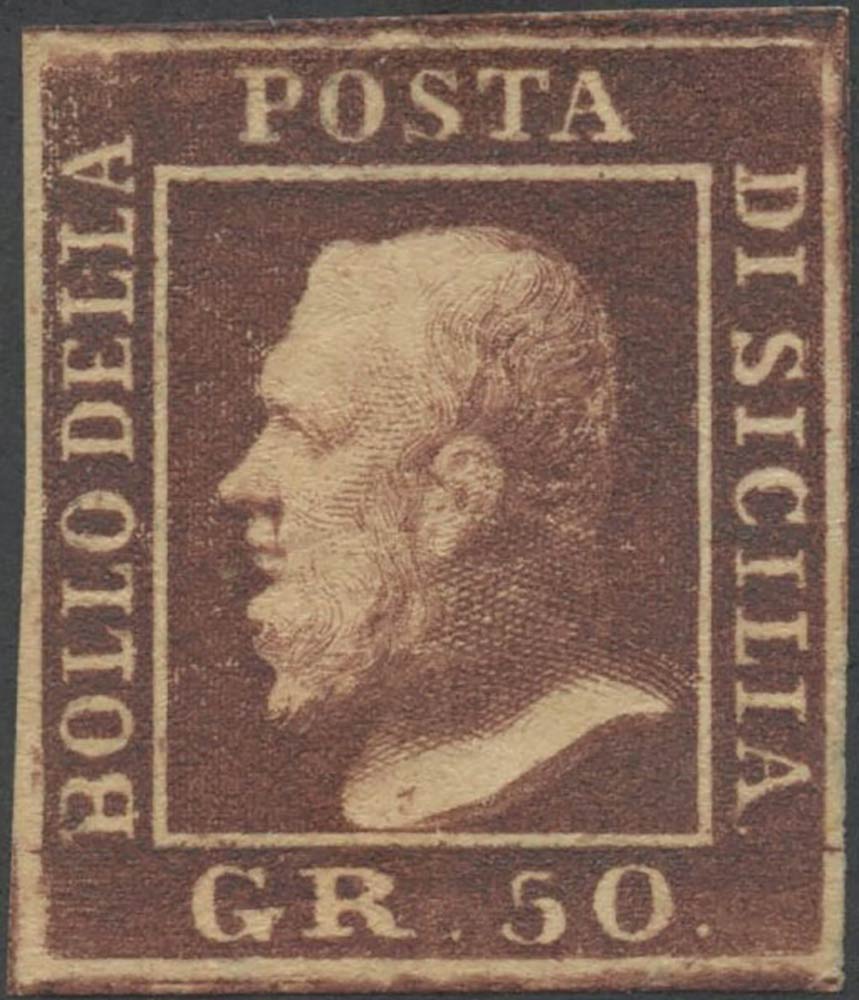 BOLLO DELLA
POSTA
DI SICILIA
GR. 50.